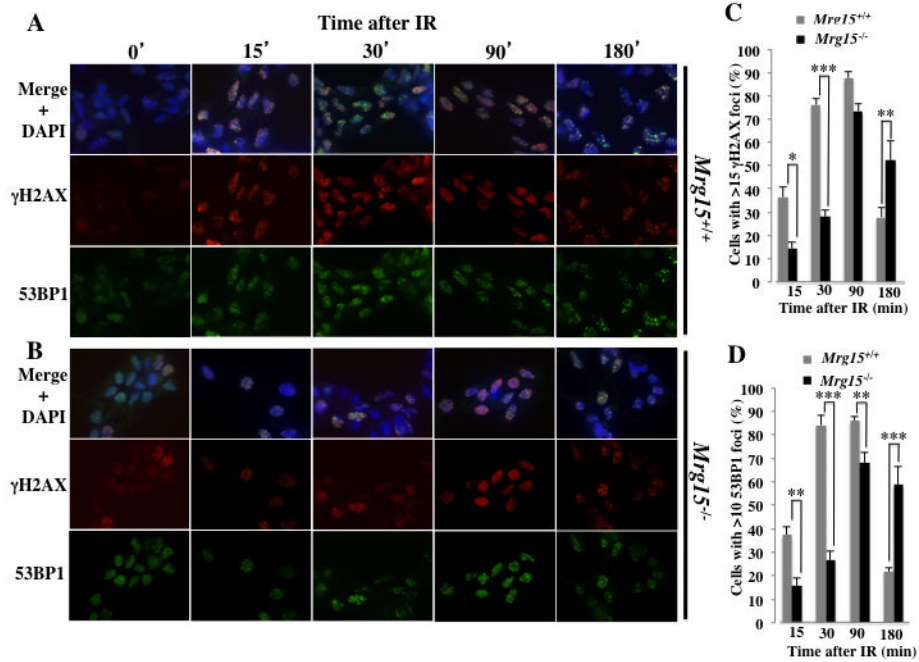 A
Time after IR
0' 15' 30' 90' 180'
Merge
+
DAPI
γH2AX
53BP1
Mrg15+/+
B
Merge
+
DAPI
γH2AX
53BP1
Mrg15-/-
C
Mrg15+/+
Mrg15-/-
Cells with >15 γH2AX foci (%)
100
90
80
70
60
50
40
30
20
10
0
*
***
**
15 30 90 180
Time after IR (min)
D
Mrg15+/+
Mrg15-/-
Cells with >10 53BP1 foci (%)
100
90
80
70
60
50
40
30
20
10
0
**
***
**
***
15 30 90 180
Time after IR (min)